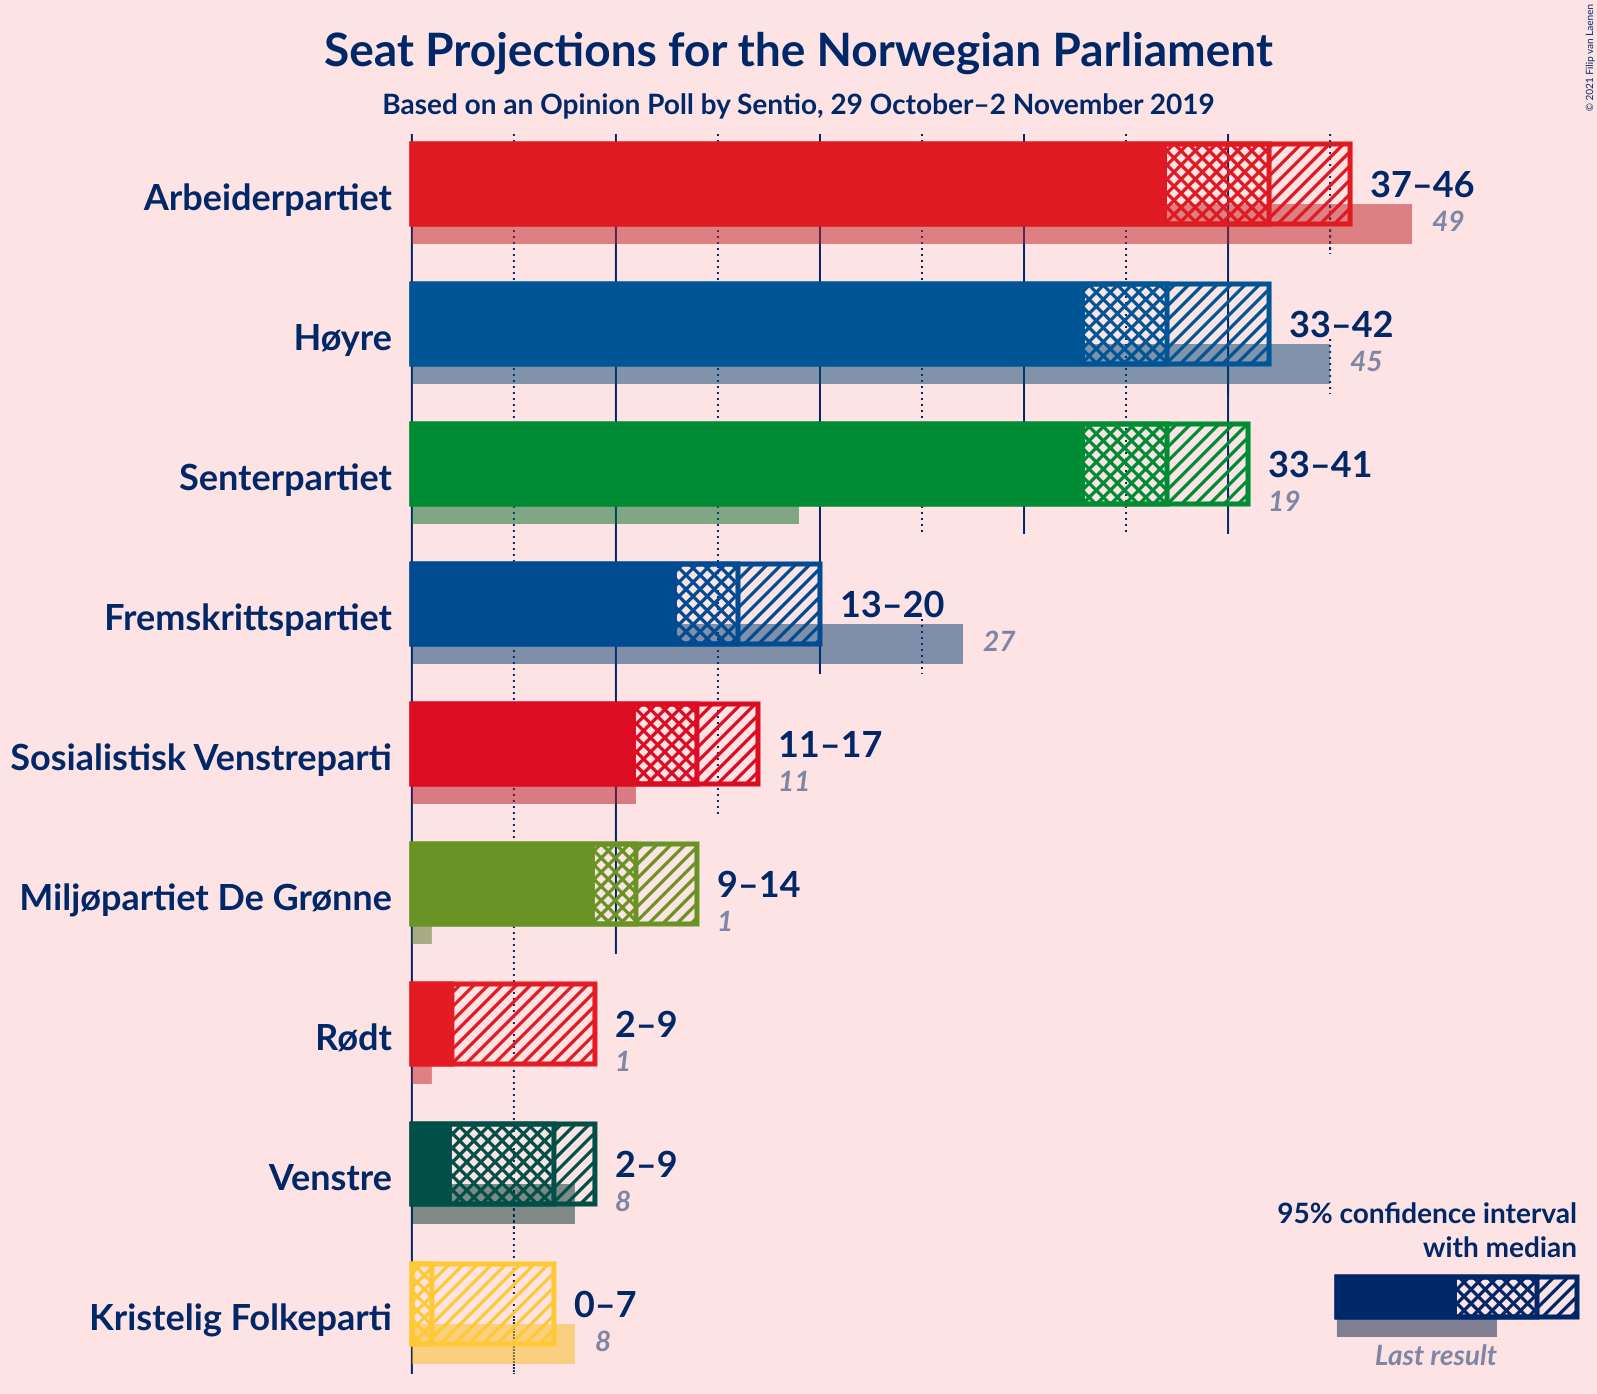 Seat Projections for the Norwegian Parliament
Based on an Opinion Poll by Sentio, 29 October–2 November 2019
© 2021 Filip van Laenen
Arbeiderpartiet
37–46
49
Høyre
33–42
45
Senterpartiet
33–41
19
Fremskrittspartiet
13–20
27
Sosialistisk Venstreparti
11–17
11
Miljøpartiet De Grønne
9–14
1
Rødt
2–9
1
Venstre
2–9
8
Kristelig Folkeparti
0–7
8
95% confidence interval
with median
Last result